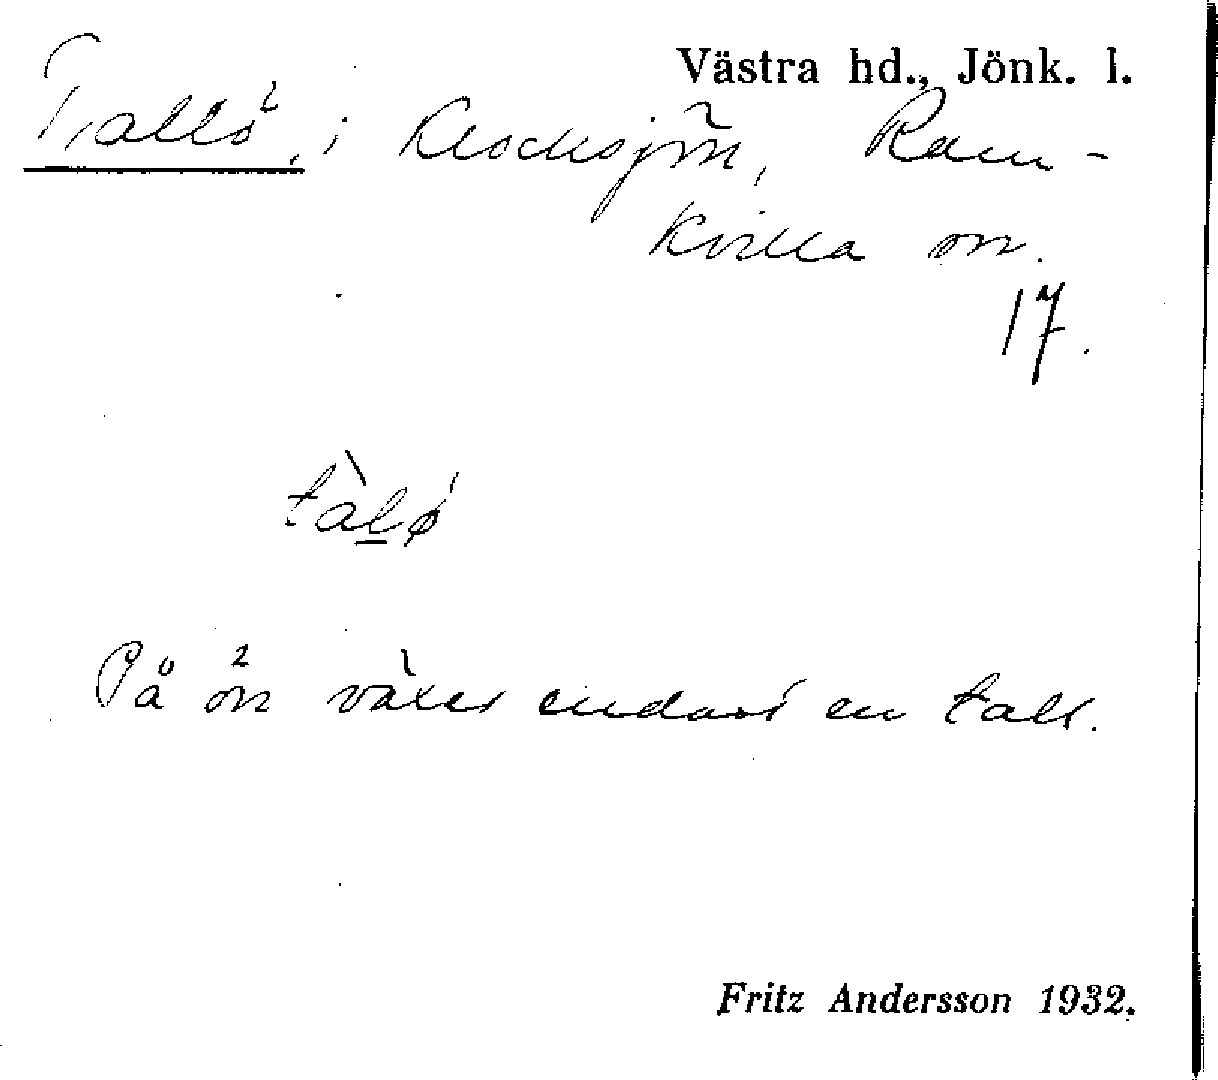 Västra hd., Jönk. l.
Tallö, i Klocksjön, Ram-
kvilla sn.
17.
tàlø
På ön växer endast en tall.
Fritz Andersson 1932.